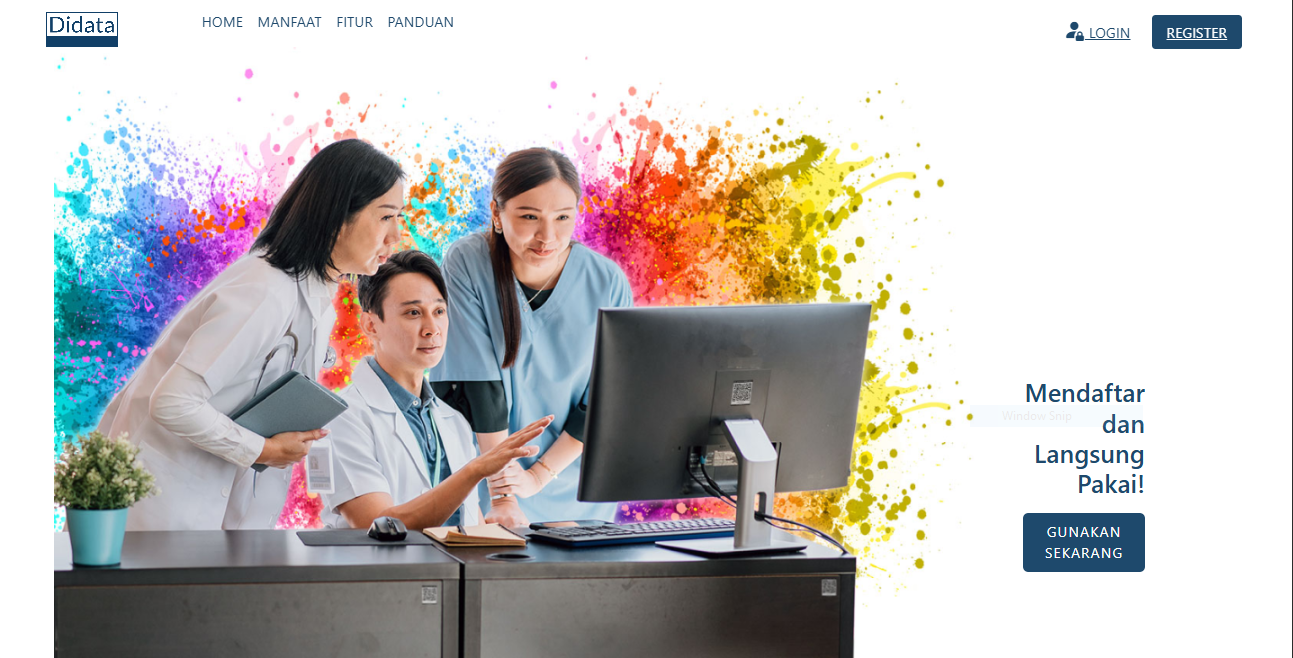 Didata
HOME MANFAAT FITUR PANDUAN
LOGIN
REGISTER
Mendaftar
Window Snip
dan
Langsung
Pakai!
GUNAKAN
SEKARANG